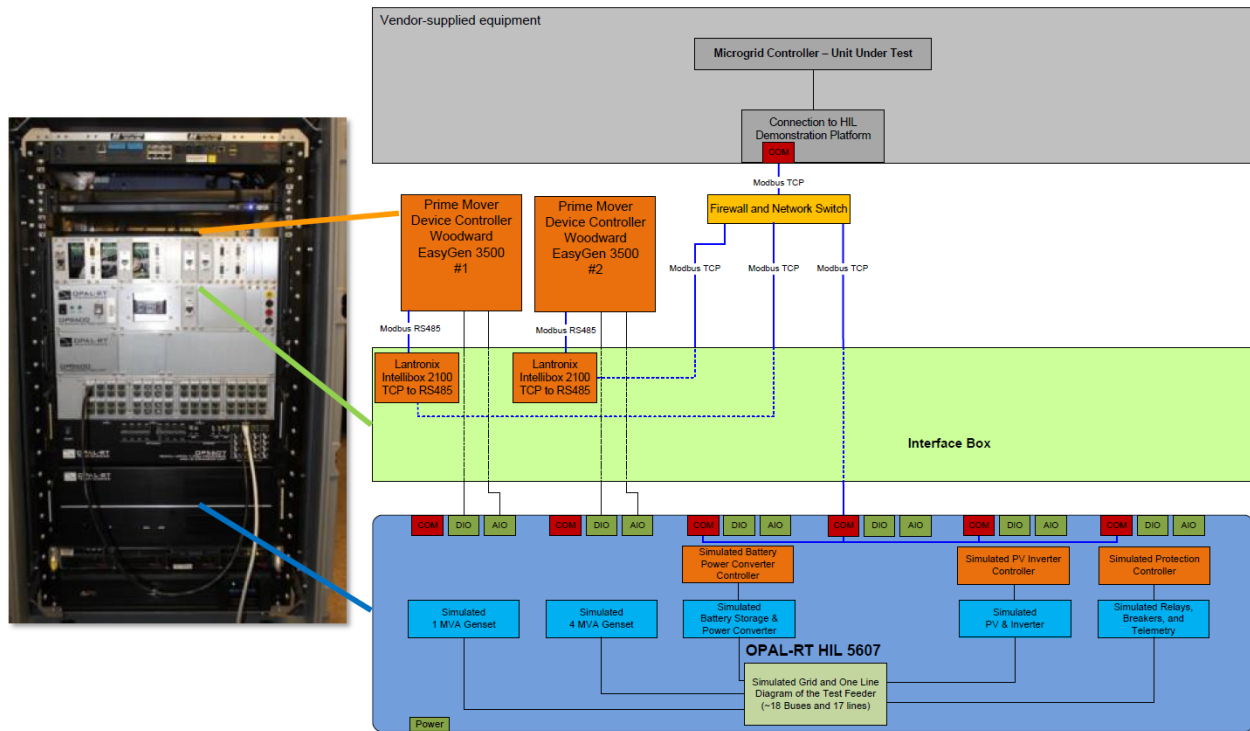 Vendor-supplied equipment
Microgrid Controller – Unit Under Test
Connection to HIL
Demonstration Platform
COM
Modbus TCP
Firewall and Network Switch
Prime Mover
Device Controller
Woodward
EasyGen 3500
#1
Prime Mover
Device Controller
Woodward
EasyGen 3500
#2
Modbus TCP
Modbus TCP
Modbus TCP
Modbus RS485
Modbus RS485
Lantronix
Intellibox 2100
TCP to RS485
Lantronix
Intellibox 2100
TCP to RS485
Interface Box
COM
DIO
AIO
COM
DIO
AIO
COM
DIO
AIO
COM
DIO
AIO
COM
DIO
AIO
COM
DIO
AIO
Simulated Battery
Power Converter
Controller
Simulated PV Inverter
Controller
Simulated Protection
Controller
Simulated
1 MVA Genset
Simulated
4 MVA Genset
Simulated
Battery Storage &
Power Converter
Simulated
PV & Inverter
Simulated Relays,
Breakers, and
Telemetry
OPAL-RT HIL 5607
Simulated Grid and One Line
Diagram of the Test Feeder
(~18 Buses and 17 lines)
Power
OPAL-RT
OPAL-RT
OPAL-RT
OP5607
OPAL-RT